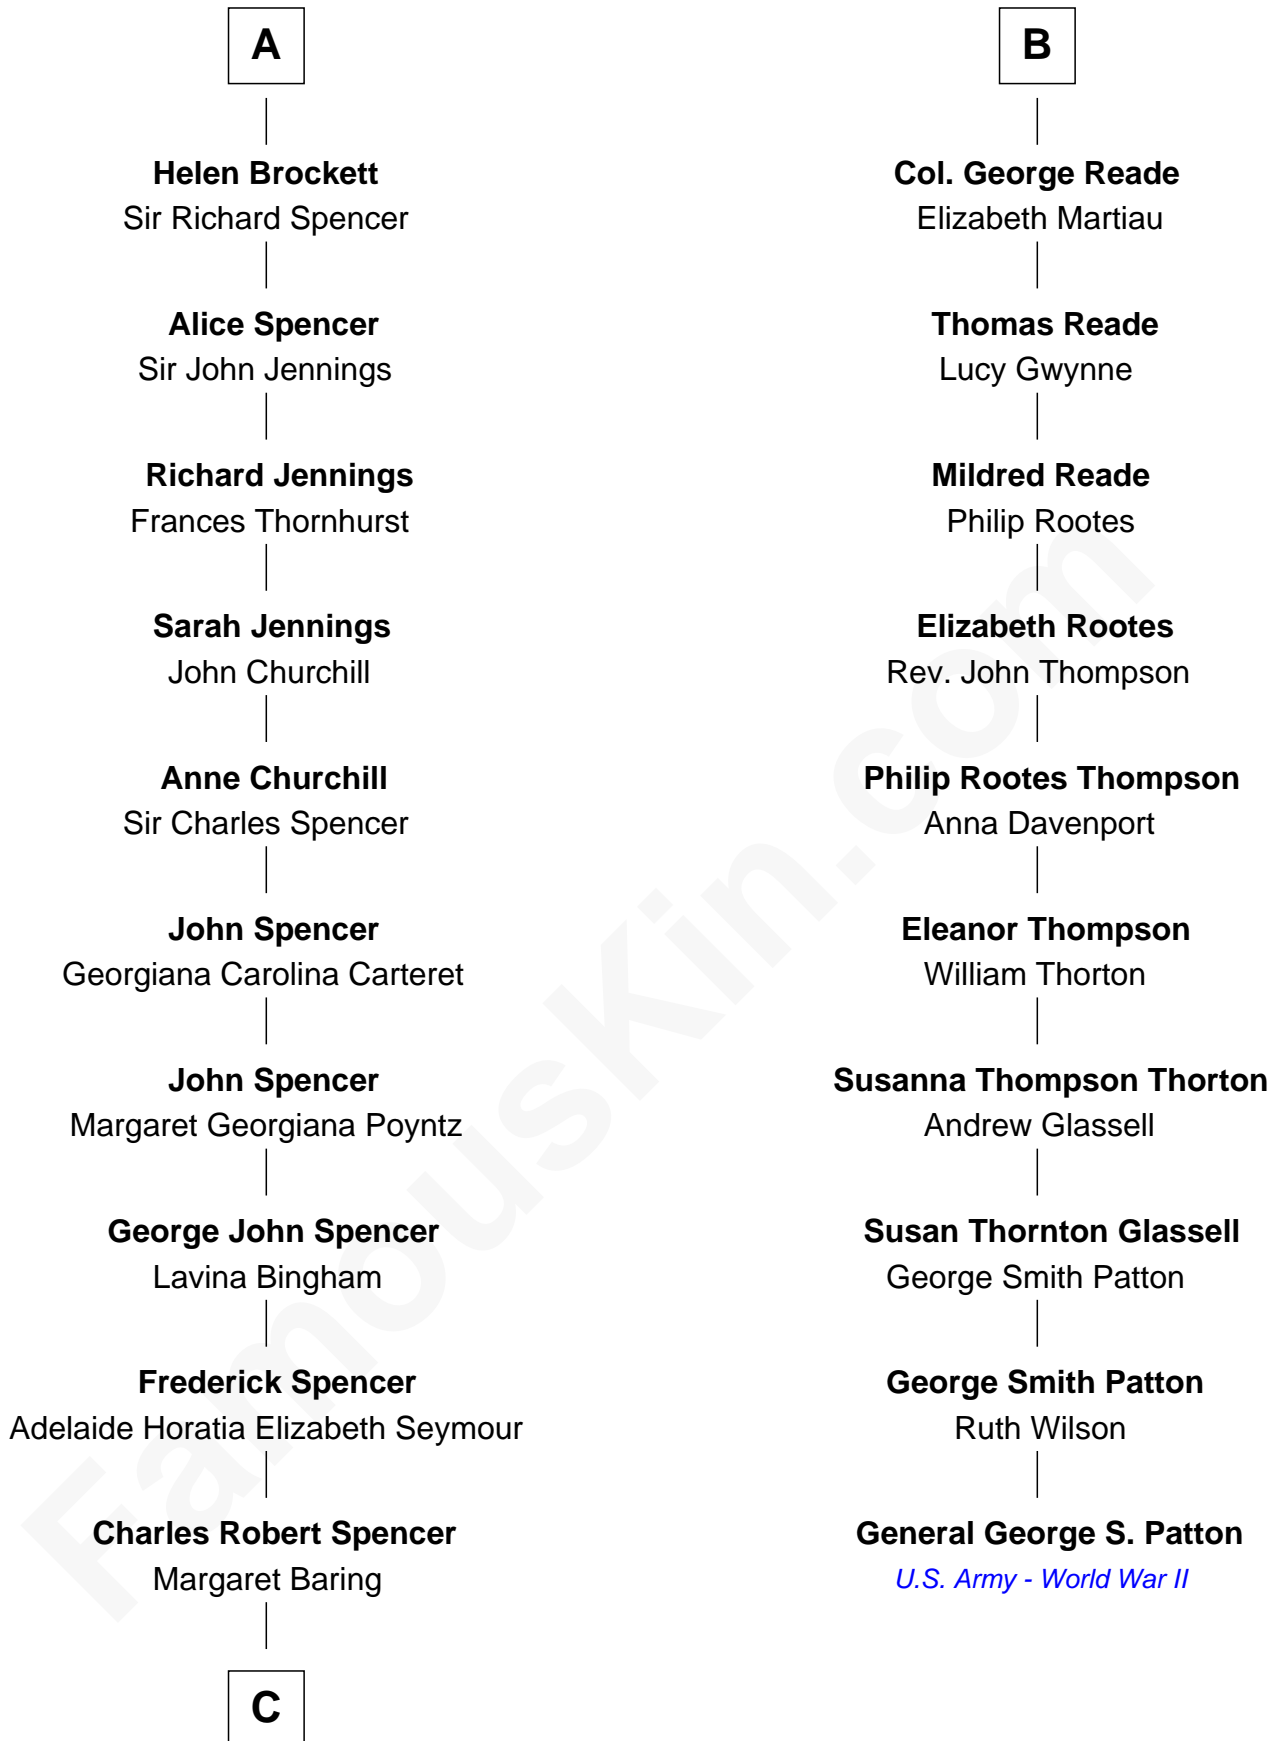 A
Helen Brockett
Sir Richard Spencer
Alice Spencer
Sir John Jennings
Richard Jennings
Frances Thornhurst
Sarah Jennings
John Churchill
Anne Churchill
Sir Charles Spencer
John Spencer
Georgiana Carolina Carteret
John Spencer
Margaret Georgiana Poyntz
George John Spencer
Lavina Bingham
Frederick Spencer
Adelaide Horatia Elizabeth Seymour
Charles Robert Spencer
Margaret Baring
C
B
Col. George Reade
Elizabeth Martiau
Thomas Reade
Lucy Gwynne
Mildred Reade
Philip Rootes
Elizabeth Rootes
Rev. John Thompson
Philip Rootes Thompson
Anna Davenport
Eleanor Thompson
William Thorton
Susanna Thompson Thorton
Andrew Glassell
Susan Thornton Glassell
George Smith Patton
George Smith Patton
Ruth Wilson
General George S. Patton
U.S. Army - World War II
FamousKin.com